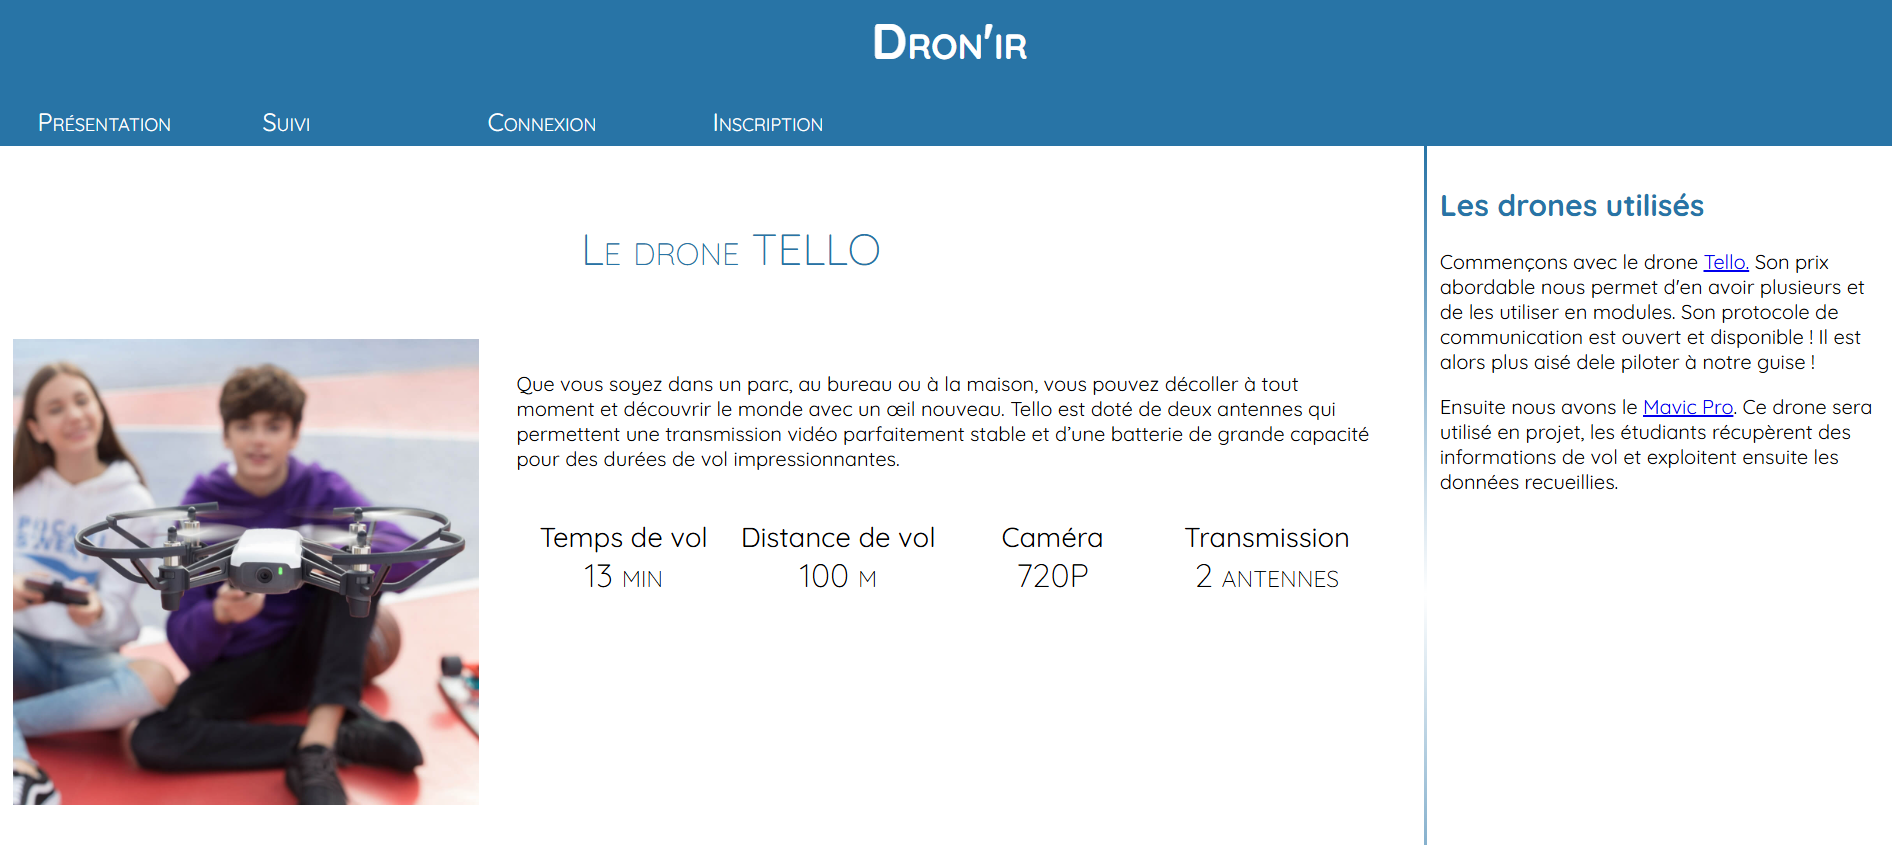 Dron'ir
Présentation Suivi Connexion Inscription
Le drone TELLO
Que vous soyez dans un parc, au bureau ou à la maison, vous pouvez décoller à tout
moment et découvrir le monde avec un œil nouveau. Tello est doté de deux antennes qui
permettent une transmission vidéo parfaitement stable et d’une batterie de grande capacité
pour des durées de vol impressionnantes.
Temps de vol Distance de vol Caméra Transmission
13 min 100 m 720P 2 antennes
Les drones utilisés
Commençons avec le drone Tello. Son prix
abordable nous permet d'en avoir plusieurs et
de les utiliser en modules. Son protocole de
communication est ouvert et disponible ! Il est
alors plus aisé dele piloter à notre guise !
Ensuite nous avons le Mavic Pro. Ce drone sera
utilisé en projet, les étudiants récupèrent des
informations de vol et exploitent ensuite les
données recueillies.